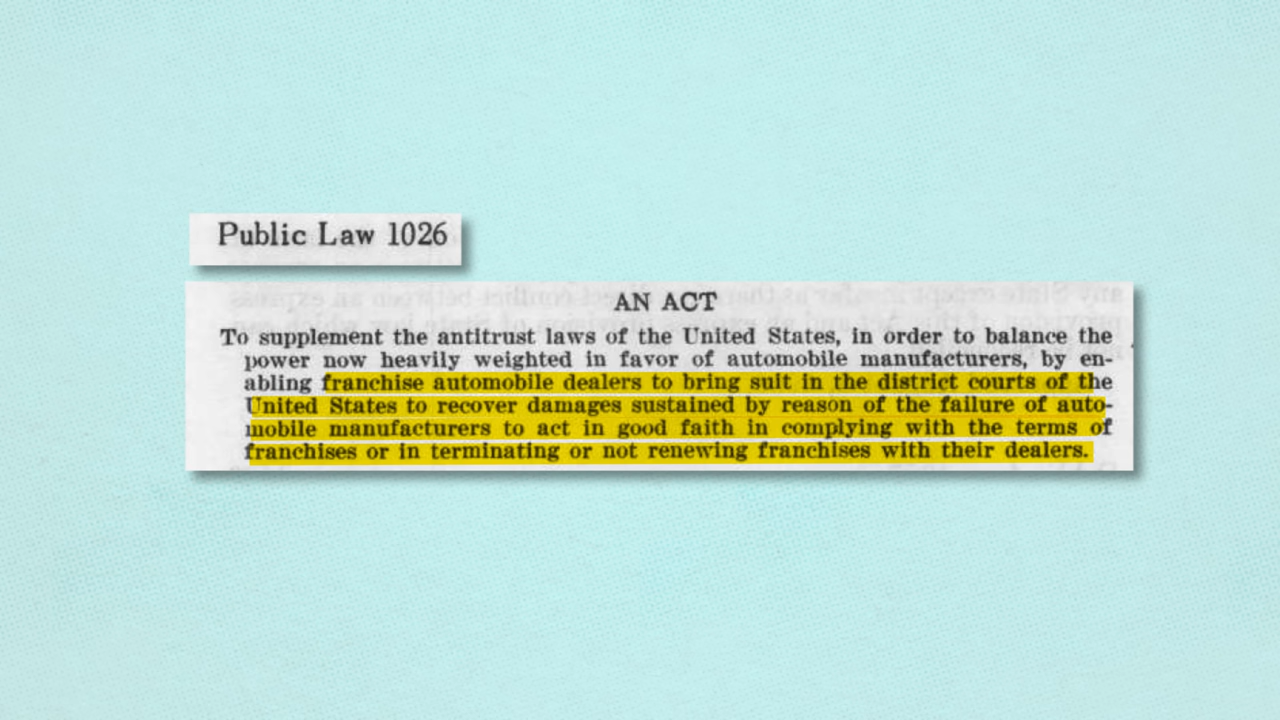 Public Law 1026
AN ACT
To supplement the antitrust laws of the United States, in order to balance the
power now heavily weighted in favor of automobile manufacturers, by en-
abling franchise automobile dealers to bring suit in the district courts of the
United States to recover damages sustained by reason of the failure of auto-
mobile manufacturers to act in good faith in complying with the terms of
franchises or in terminating or not renewing franchises with their dealers.